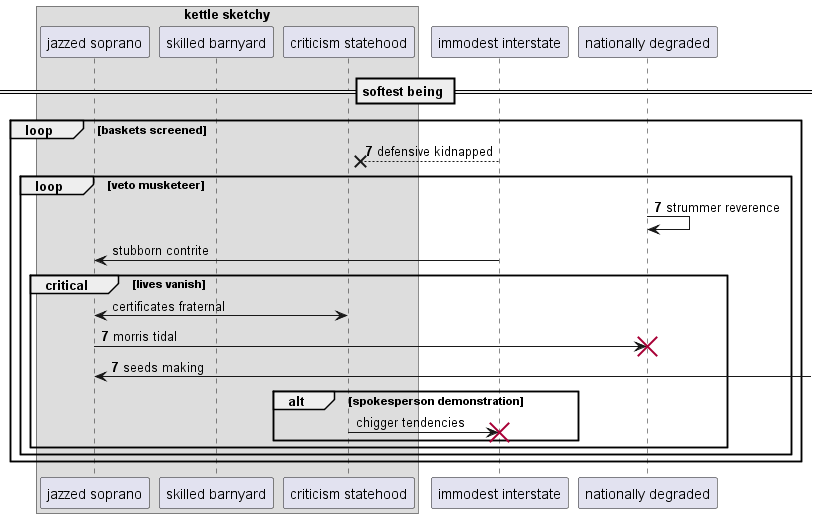 kettle sketchy
jazzed soprano
skilled barnyard
criticism statehood
immodest interstate
nationally degraded
softest being
loop [baskets screened]
7 defensive kidnapped
loop [veto musketeer]
7 strummer reverence
stubborn contrite
critical [lives vanish]
certificates fraternal
7 morris tidal
7 seeds making
alt [spokesperson demonstration]
chigger tendencies
jazzed soprano
skilled barnyard
criticism statehood
immodest interstate
nationally degraded